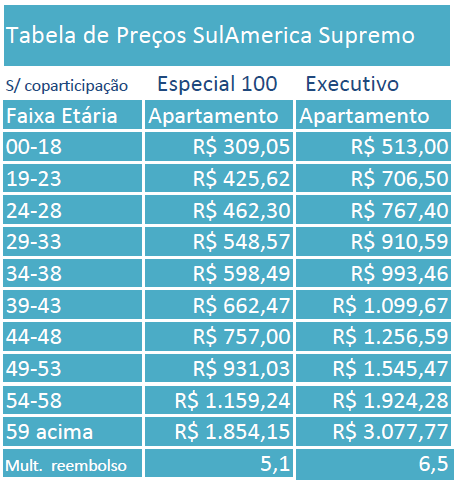 Tabela de Preços SulAmerica Supremo
S/ coparticipação Especial 100 Executivo
Faixa Etária Apartamento Apartamento
00-18 R$ 309,05 R$ 513,00
19-23 R$ 425,62 R$ 706,50
24-28 R$ 462,30 R$ 767,40
29-33 R$ 548,57 R$ 910,59
34-38 R$ 598,49 R$ 993,46
39-43 R$ 662,47 R$ 1.099,67
44-48 R$ 757,00 R$ 1.256,59
49-53 R$ 931,03 R$ 1.545,47
54-58 R$ 1.159,24 R$ 1.924,28
59 acima R$ 1.854,15 R$ 3.077,77
Mult. reembolso 5,1 6,5